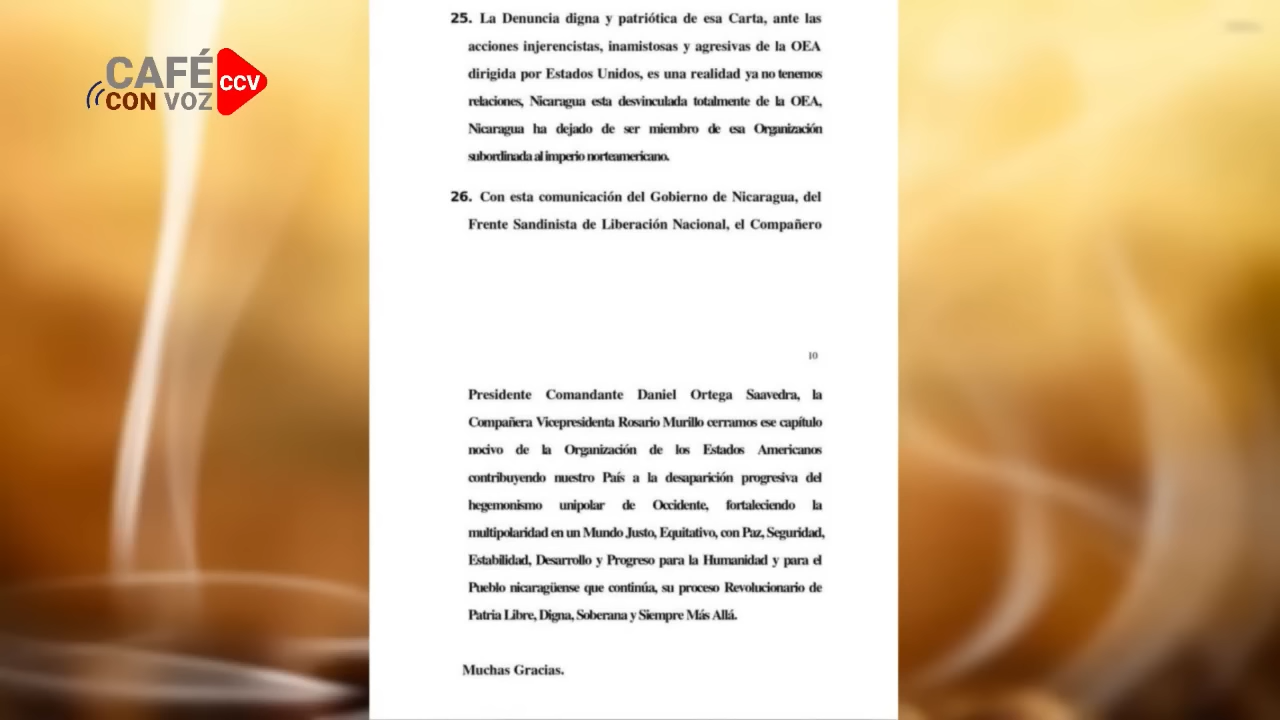 CAFÉ
CON VOZ
CCV
25. La Denuncia digna y patriótica de esa Carta, ante las
acciones injerencistas, inamistosas y agresivas de la OEA
dirigida por Estados Unidos, es una realidad ya no tenemos
relaciones, Nicaragua esta desvinculada totalmente de la OEA,
Nicaragua ha dejado de ser miembro de esa Organización
subordinada al imperio norteamericano.
26. Con esta comunicación del Gobierno de Nicaragua, del
Frente Sandinista de Liberación Nacional, el Compañero
10
Presidente Comandante Daniel Ortega Saavedra, la
Compañera Vicepresidenta Rosario Murillo cerramos ese capítulo
nocivo de la Organización de los Estados Americanos
contribuyendo nuestro País a la desaparición progresiva del
hegemonismo unipolar de Occidente, fortaleciendo la
multipolaridad en un Mundo Justo, Equitativo, con Paz, Seguridad,
Estabilidad, Desarrollo y Progreso para la Humanidad y para el
Pueblo nicaragüense que continúa, su proceso Revolucionario de
Patria Libre, Digna, Soberana y Siempre Más Allá.
Muchas Gracias.